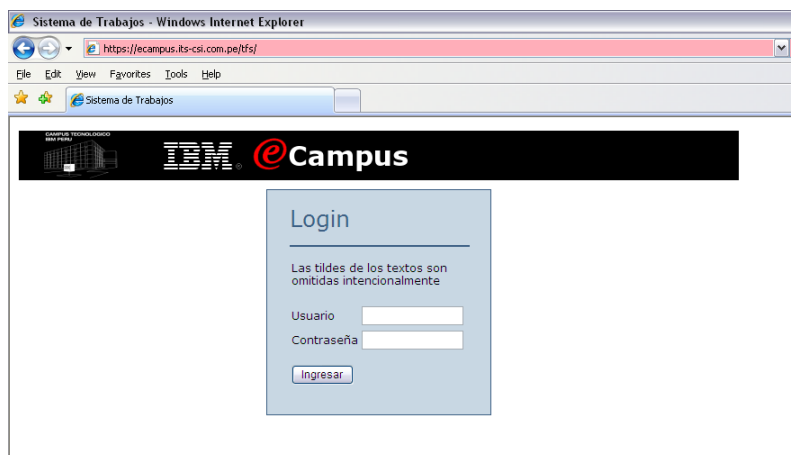 Sistema de Trabajos - Windows Internet Explorer
https://ecampus.its-csi.com.pe/tfs/
File Edit View Favorites Tools Help
Sistema de Trabajos
CAMPUS TECNOLOGICO
IBM PERU
IBM® eCampus
Login
Las tildes de los textos son
omitidas intencionalmente
Usuario
Contraseña
Ingresar